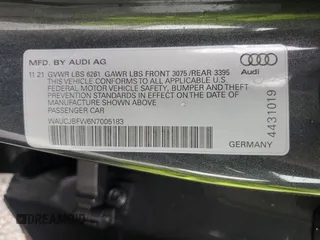 MFD. BY AUDI AG
Audi
11 21 GVWR LBS 6261 GAWR LBS FRONT 3075 /REAR 3395
THIS VEHICLE CONFORMS TO ALL APPLICABLE U.S.
FEDERAL MOTOR VEHICLE SAFETY, BUMPER AND THEFT
PREVENTION STANDARDS IN EFFECT ON THE DATE OF
MANUFACTURE SHOWN ABOVE
PASSENGER CAR
WAUCJBFW6N7005183
GERMANY
4431019
DREAMBID